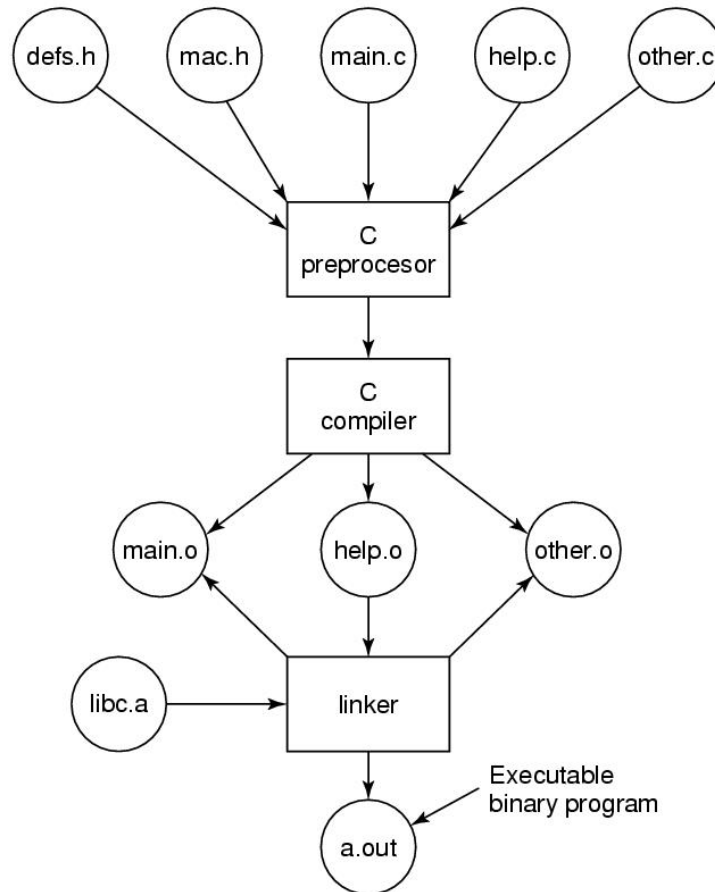 defs.h
mac.h
main.c
help.c
other.c
C
preprocesor
C
compiler
main.o
help.o
other.o
libc.a
linker
Executable
binary program
a.out